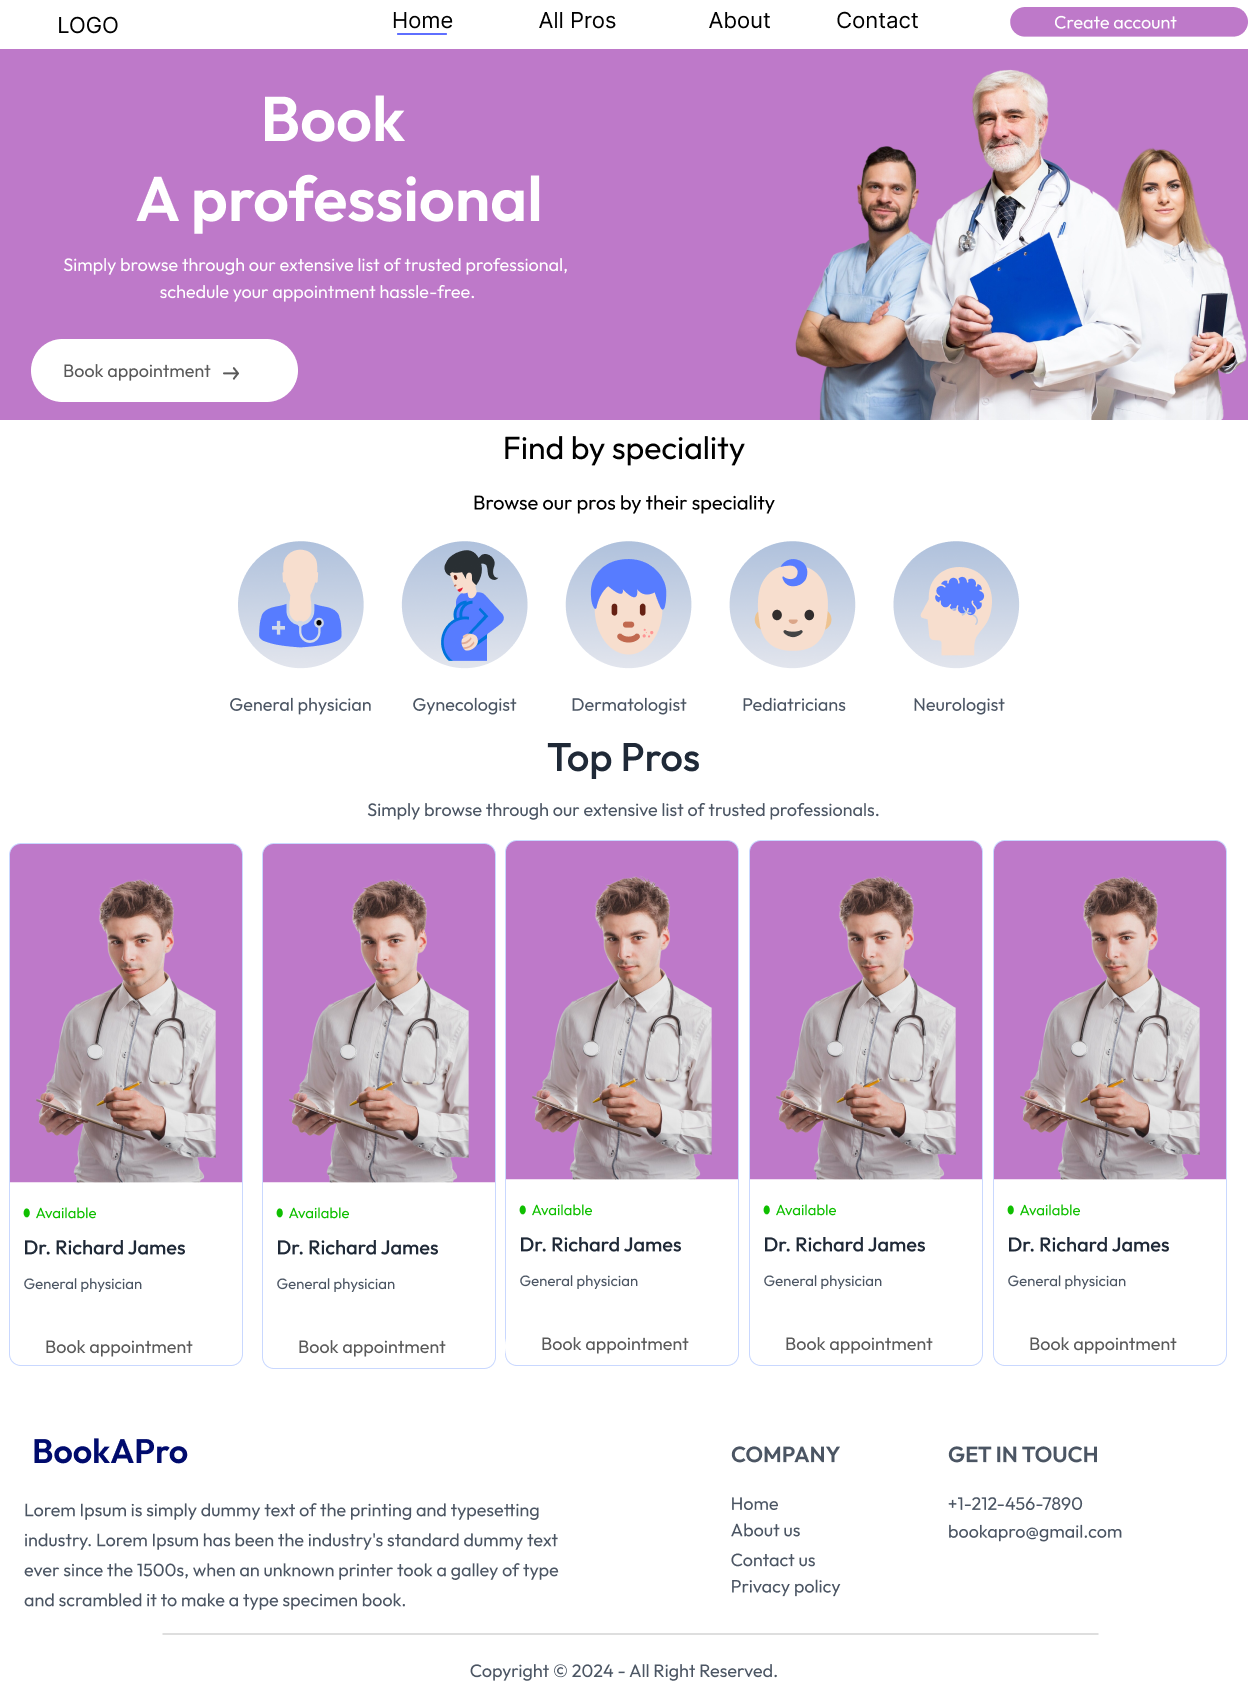 LOGO
Home
All Pros
About
Contact
Create account
Book
A professional
Simply browse through our extensive list of trusted professional,
schedule your appointment hassle-free.
Book appointment
Find by speciality
Browse our pros by their speciality
General physician
Gynecologist
Dermatologist
Pediatricians
Neurologist
Top Pros
Simply browse through our extensive list of trusted professionals.
Available
Dr. Richard James
General physician
Book appointment
Available
Dr. Richard James
General physician
Book appointment
Available
Dr. Richard James
General physician
Book appointment
Available
Dr. Richard James
General physician
Book appointment
Available
Dr. Richard James
General physician
Book appointment
BookAPro
Lorem Ipsum is simply dummy text of the printing and typesetting
industry. Lorem Ipsum has been the industry's standard dummy text
ever since the 1500s, when an unknown printer took a galley of type
and scrambled it to make a type specimen book.
COMPANY
Home
About us
Contact us
Privacy policy
GET IN TOUCH
+1-212-456-7890
bookapro@gmail.com
Copyright © 2024 - All Right Reserved.